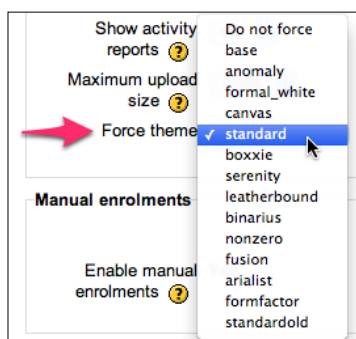 Show activity
reports ?
Maximum upload
size ?
Force theme
Do not force
base
anomaly
formal_white
canvas
✓ standard
boxxie
serenity
leatherbound
binarius
nonzero
fusion
arialist
formfactor
standardold
Manual enrolments
Enable manual
enrolments ?